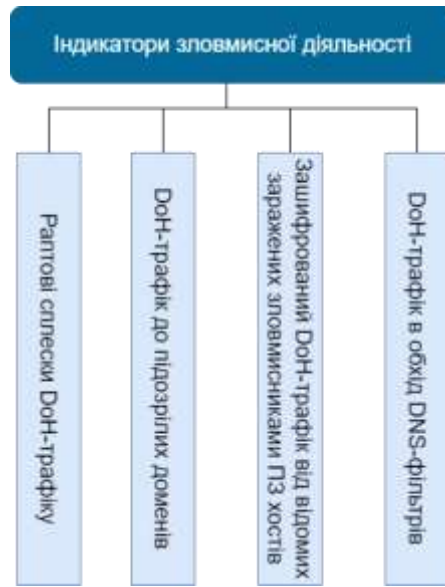 Індикатори зловмисної діяльності
Раптові сплески DoH-трафіку
DoH-трафік до підозрілих доменів
Зашифрований DoH-трафік від відомих
заражених зловмисниками ПЗ хостів
DoH-трафік в обхід DNS-фільтрів